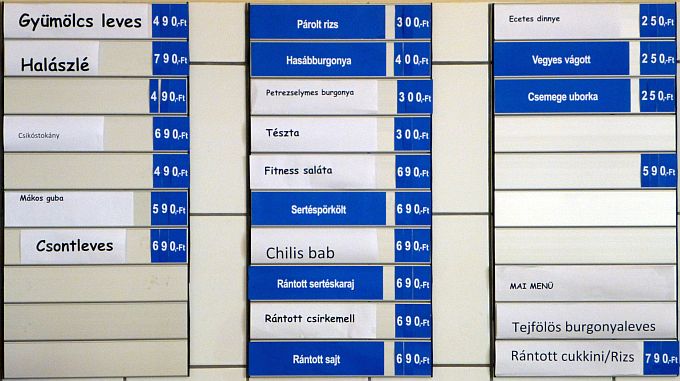 Gyümölcs leves 490,-Ft
Halászlé 790,-Ft
490,-Ft
Csikóstokány 690,-Ft
490,-Ft
Mákos guba 590,-Ft
Csontleves 690,-Ft
Párolt rizs 300,-Ft
Hasábburgonya 400,-Ft
Petrezselymes burgonya 300,-Ft
Tészta 300,-Ft
Fitness saláta 690,-Ft
Sertéspörkölt 690,-Ft
Chilis bab 690,-Ft
Rántott sertéskaraj 690,-Ft
Rántott csirkemell 690,-Ft
Rántott sajt 690,-Ft
Ecetes dinnye 250,-Ft
Vegyes vágott 250,-Ft
Csemege uborka 250,-Ft
590,-Ft
MAI MENÜ
Tejfölös burgonyaleves
Rántott cukkini/Rizs 790,-Ft